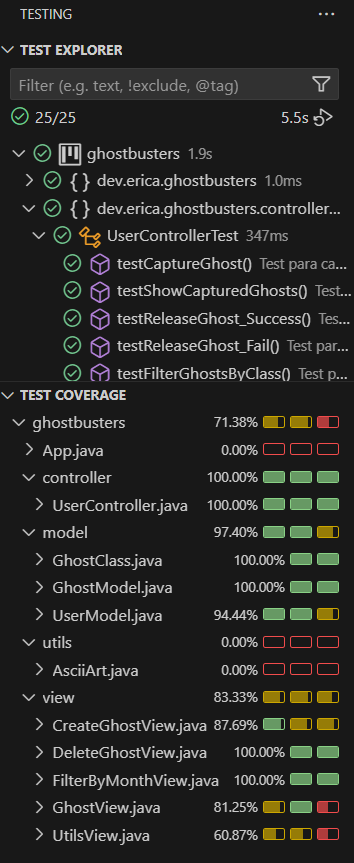 TESTING
TEST EXPLORER
Filter (e.g. text, !exclude, @tag)
25/25 5.5s
ghostbusters 1.9s
{} dev.erica.ghostbusters 1.0ms
{} dev.erica.ghostbusters.controller...
UserControllerTest 347ms
testCaptureGhost() Test para ca...
testShowCapturedGhosts() Test...
testReleaseGhost_Success() Tes...
testReleaseGhost_Fail() Test par...
testFilterGhostsByClass() Test p...
TEST COVERAGE
ghostbusters 71.38%
App.java 0.00%
controller 100.00%
UserController.java 100.00%
model 97.40%
GhostClass.java 100.00%
GhostModel.java 100.00%
UserModel.java 94.44%
utils 0.00%
AsciiArt.java 0.00%
view 83.33%
CreateGhostView.java 87.69%
DeleteGhostView.java 100.00%
FilterByMonthView.java 100.00%
GhostView.java 81.25%
UtilsView.java 60.87%